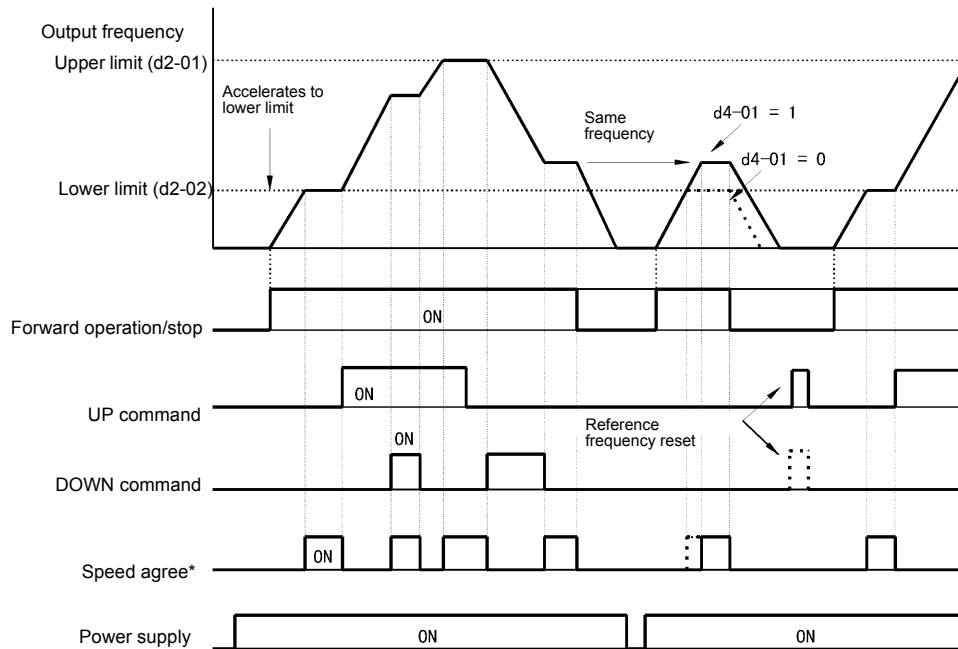 Output frequency
Upper limit (d2-01)
Accelerates to
lower limit
Same
frequency
d4-01 = 1
d4-01 = 0
Lower limit (d2-02)
Forward operation/stop
ON
UP command
ON
Reference
frequency reset
DOWN command
ON
Speed agree*
ON
Power supply
ON
ON